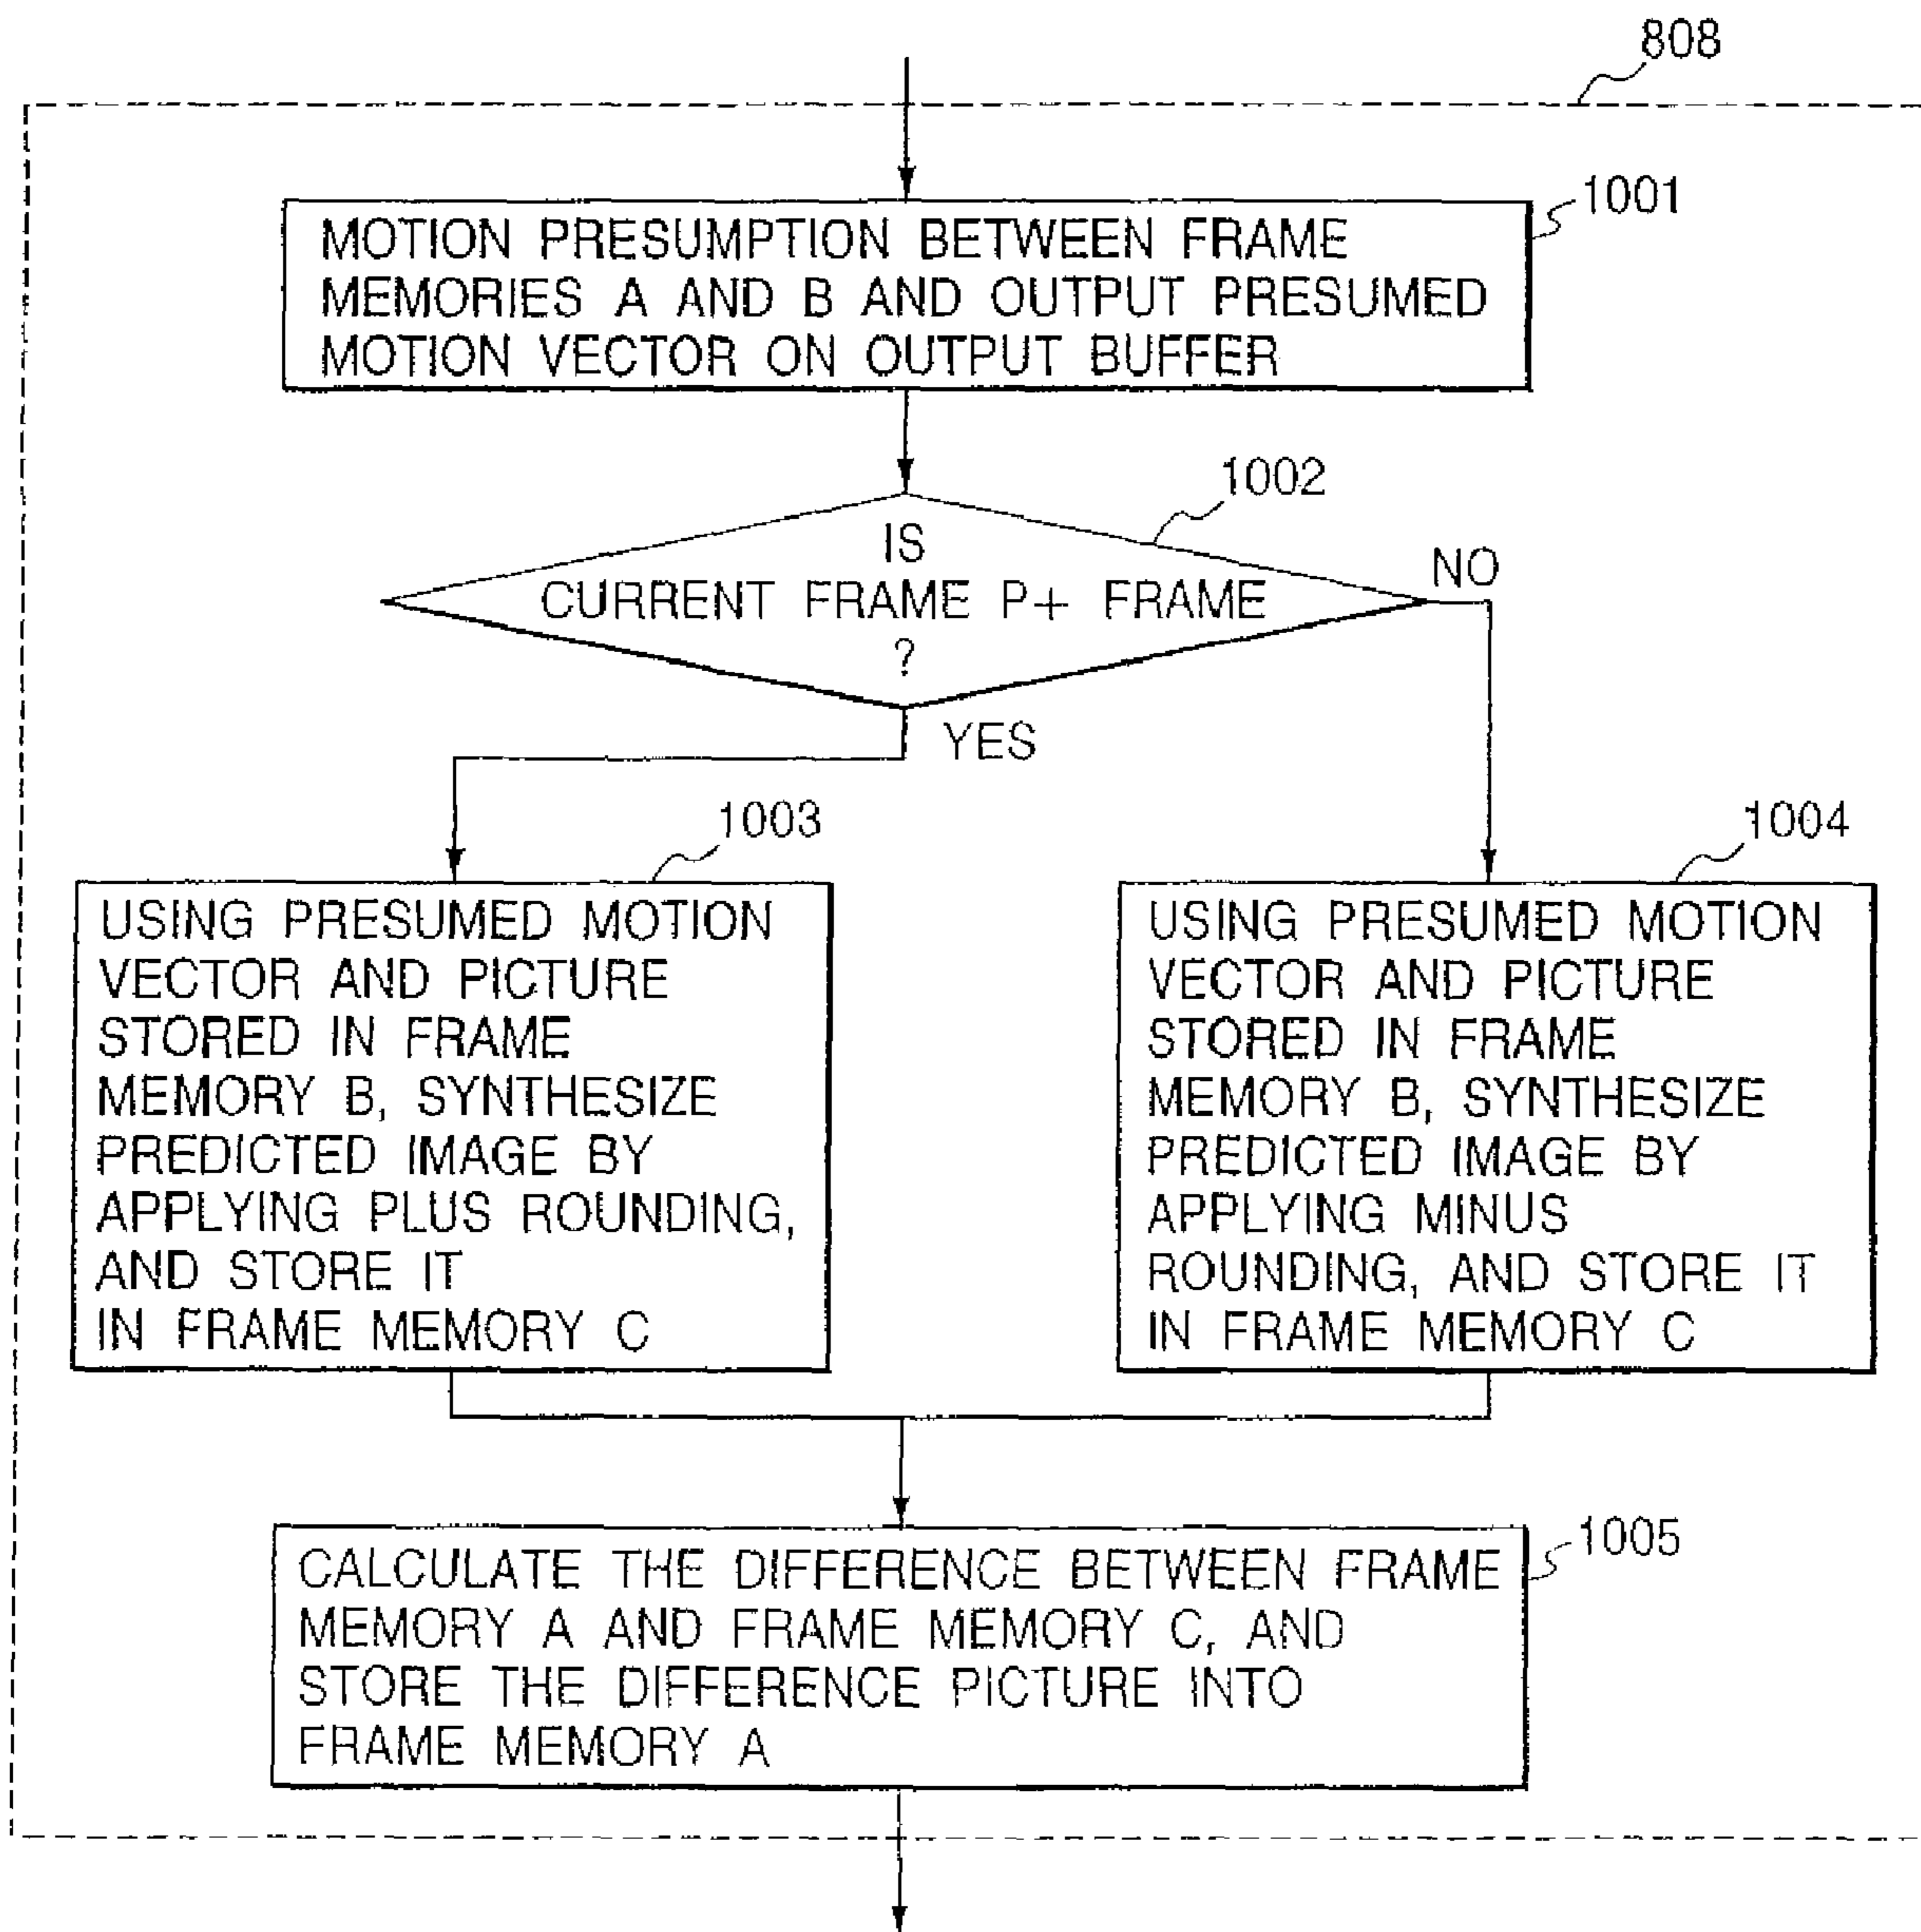 808
1001
MOTION PRESUMPTION BETWEEN FRAME
MEMORIES A AND B AND OUTPUT PRESUMED
MOTION VECTOR ON OUTPUT BUFFER
1002
IS
CURRENT FRAME P+ FRAME
?
NO
YES
1003
USING PRESUMED MOTION
VECTOR AND PICTURE
STORED IN FRAME
MEMORY B, SYNTHESIZE
PREDICTED IMAGE BY
APPLYING PLUS ROUNDING,
AND STORE IT
IN FRAME MEMORY C
1004
USING PRESUMED MOTION
VECTOR AND PICTURE
STORED IN FRAME
MEMORY B, SYNTHESIZE
PREDICTED IMAGE BY
APPLYING MINUS
ROUNDING, AND STORE IT
IN FRAME MEMORY C
1005
CALCULATE THE DIFFERENCE BETWEEN FRAME
MEMORY A AND FRAME MEMORY C, AND
STORE THE DIFFERENCE PICTURE INTO
FRAME MEMORY A